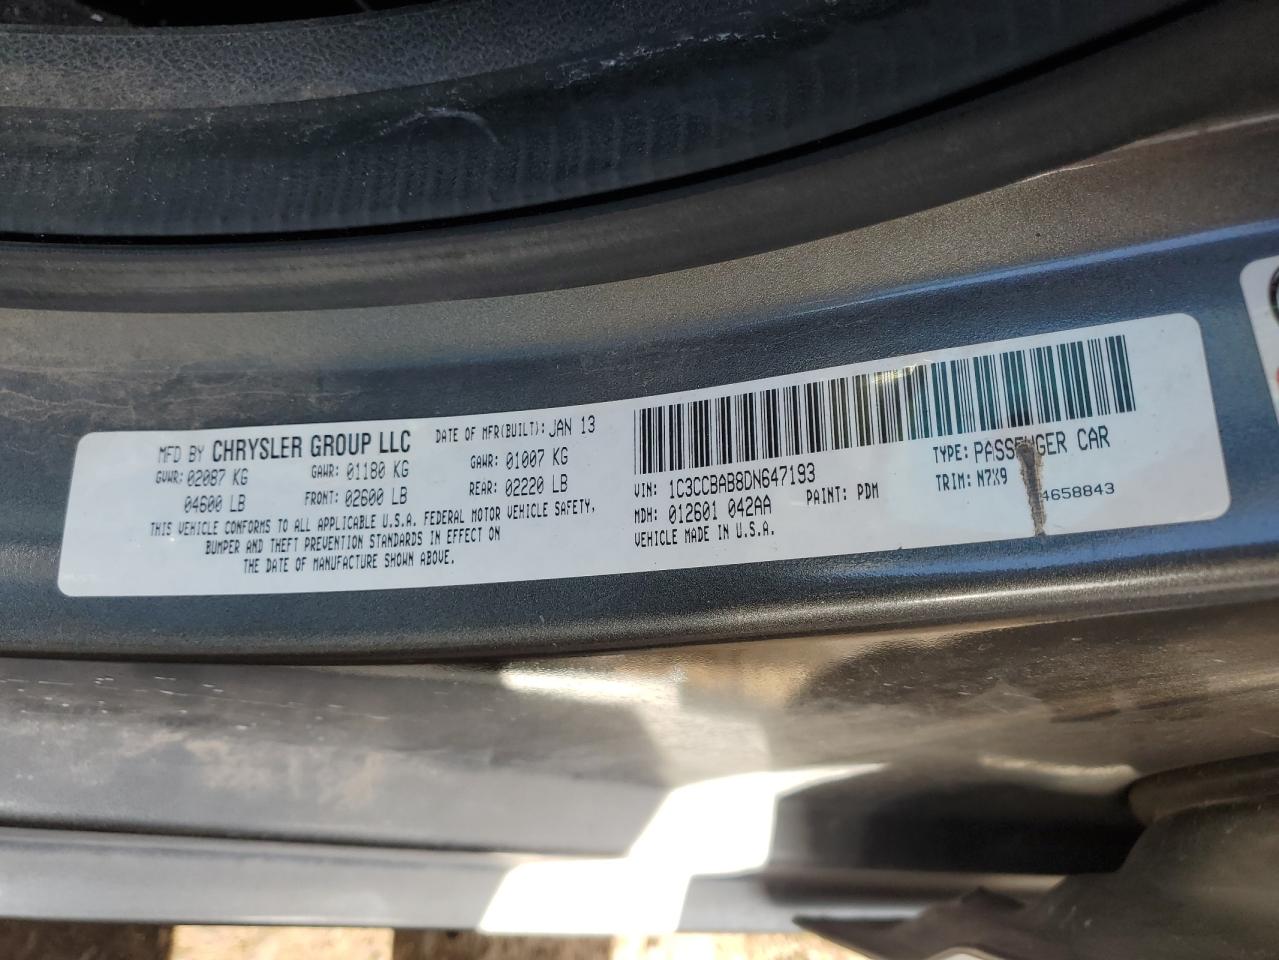 MFD BY CHRYSLER GROUP LLC DATE OF MFR(BUILT): JAN 13
GVWR: 02087 KG GAWR: 01180 KG GAWR: 01007 KG
04600 LB FRONT: 02600 LB REAR: 02220 LB
THIS VEHICLE CONFORMS TO ALL APPLICABLE U.S.A. FEDERAL MOTOR VEHICLE SAFETY,
BUMPER AND THEFT PREVENTION STANDARDS IN EFFECT ON
THE DATE OF MANUFACTURE SHOWN ABOVE.
VIN: 1C3CCBAB8DN647193 TYPE: PASSENGER CAR
MDH: 012601 042AA PAINT: PDM TRIM: N7X9
VEHICLE MADE IN U.S.A. 4658843